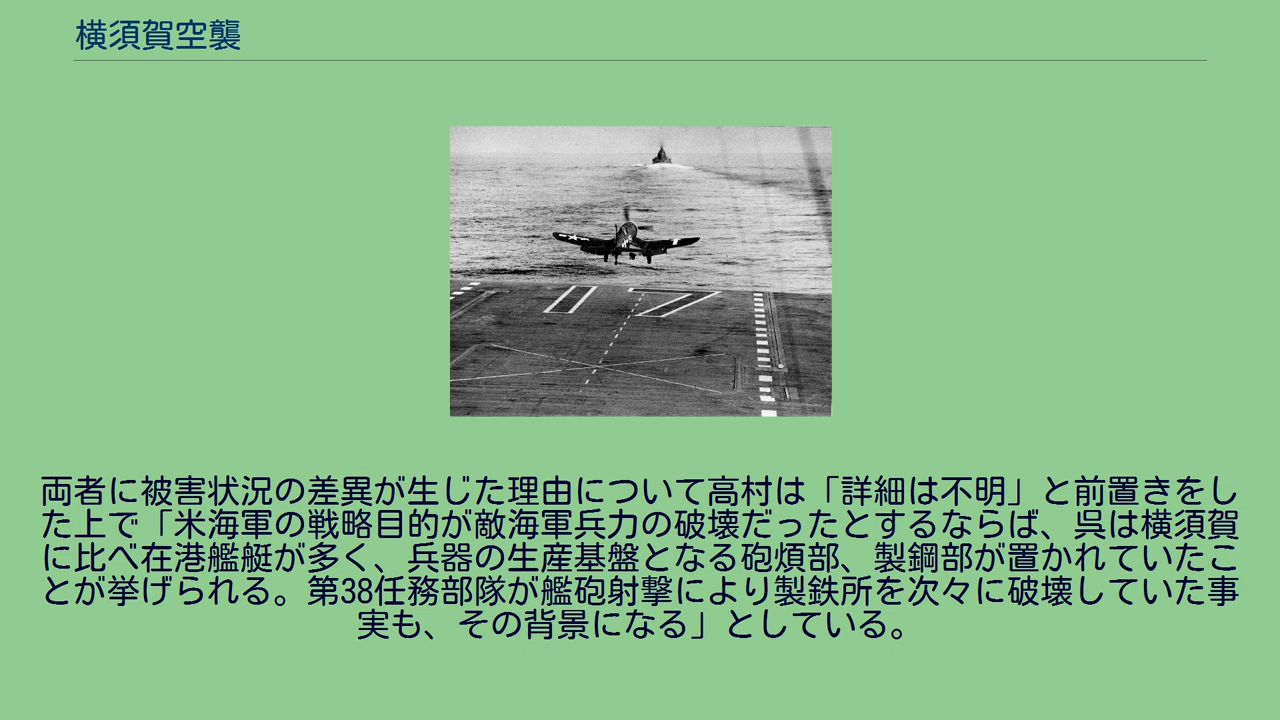 横須賀空襲
両者に被害状況の差異が生じた理由について高村は「詳細は不明」と前置きをし
た上で「米海軍の戦略目的が敵海軍兵力の破壊だったとするならば、呉は横須賀
に比べ在港艦艇が多く、兵器の生産基盤となる砲熕部、製鋼部が置かれていたこ
とが挙げられる。第38任務部隊が艦砲射撃により製鉄所を次々に破壊していた事
実も、その背景になる」としている。